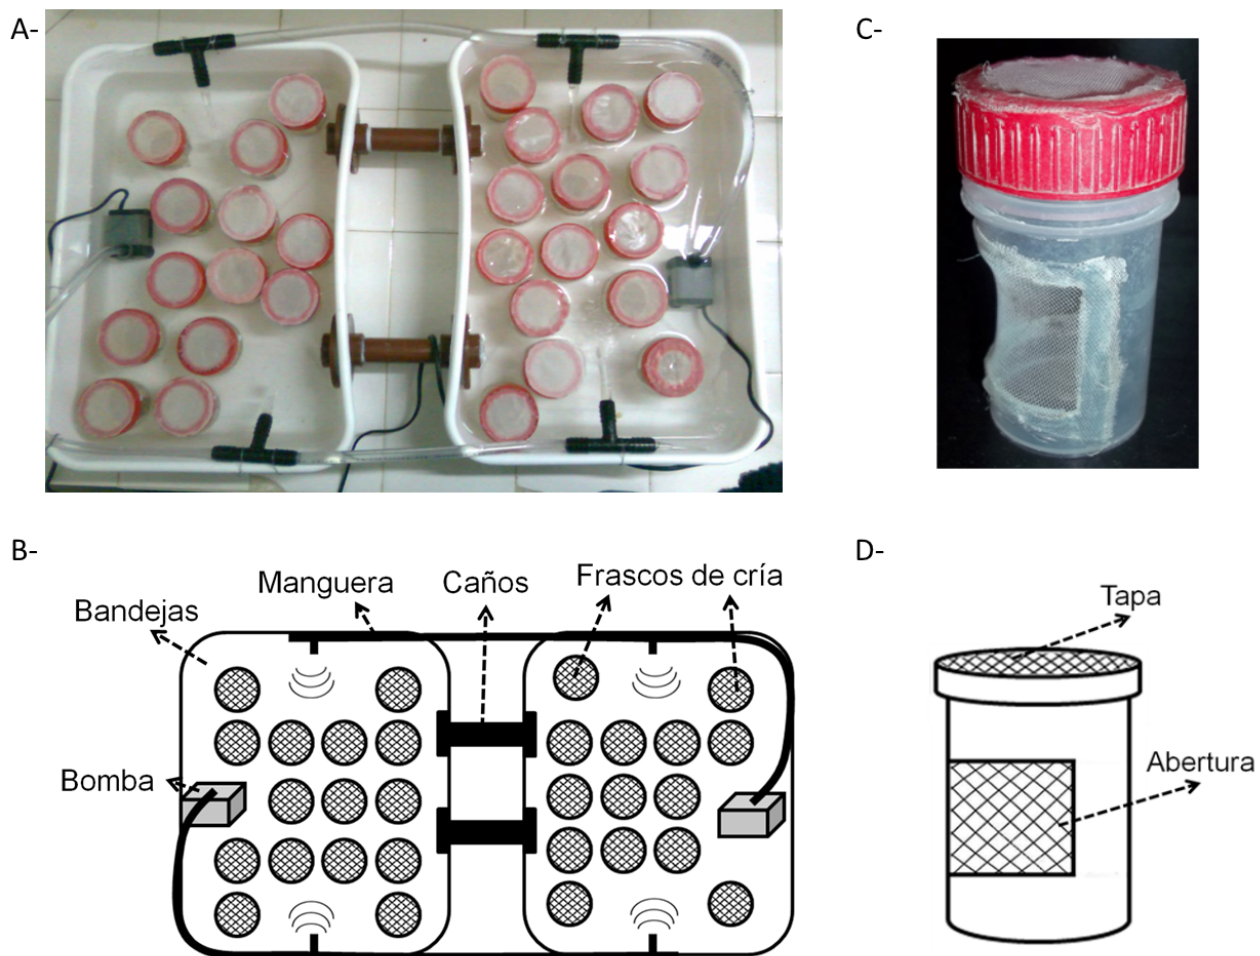 A-
C-
B-
D-
Manguera
Caños
Frascos de cría
Bandejas
Bomba
Tapa
Abertura